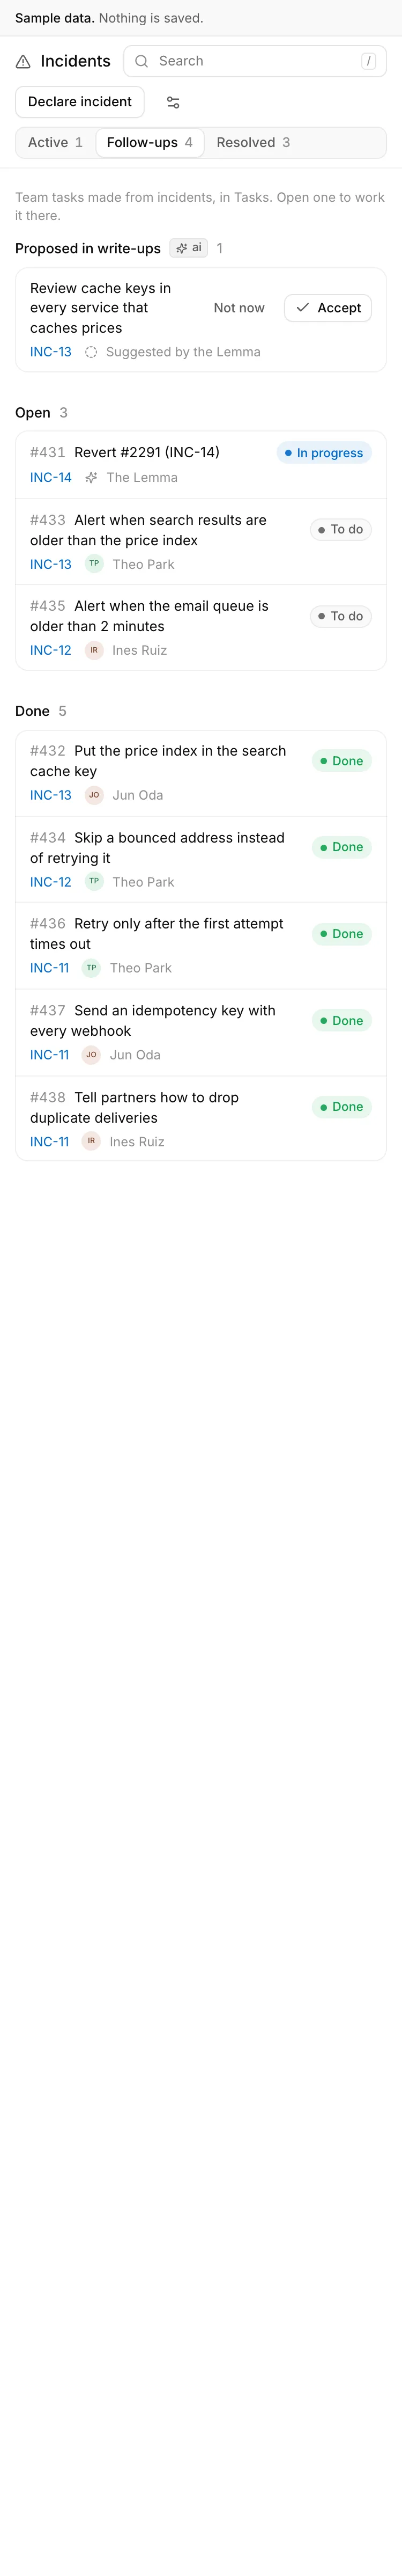 Sample data. Nothing is saved.
Incidents
Search
/
Declare incident
Active 1
Follow-ups 4
Resolved 3
Team tasks made from incidents, in Tasks. Open one to work
it there.
Proposed in write-ups ai 1
Review cache keys in
every service that
caches prices
Not now
Accept
INC-13 Suggested by the Lemma
Open 3
#431 Revert #2291 (INC-14)
In progress
INC-14 The Lemma
#433 Alert when search results are
older than the price index
To do
INC-13 TP Theo Park
#435 Alert when the email queue is
older than 2 minutes
To do
INC-12 IR Ines Ruiz
Done 5
#432 Put the price index in the search
cache key
Done
INC-13 JO Jun Oda
#434 Skip a bounced address instead
of retrying it
Done
INC-12 TP Theo Park
#436 Retry only after the first attempt
times out
Done
INC-11 TP Theo Park
#437 Send an idempotency key with
every webhook
Done
INC-11 JO Jun Oda
#438 Tell partners how to drop
duplicate deliveries
Done
INC-11 IR Ines Ruiz